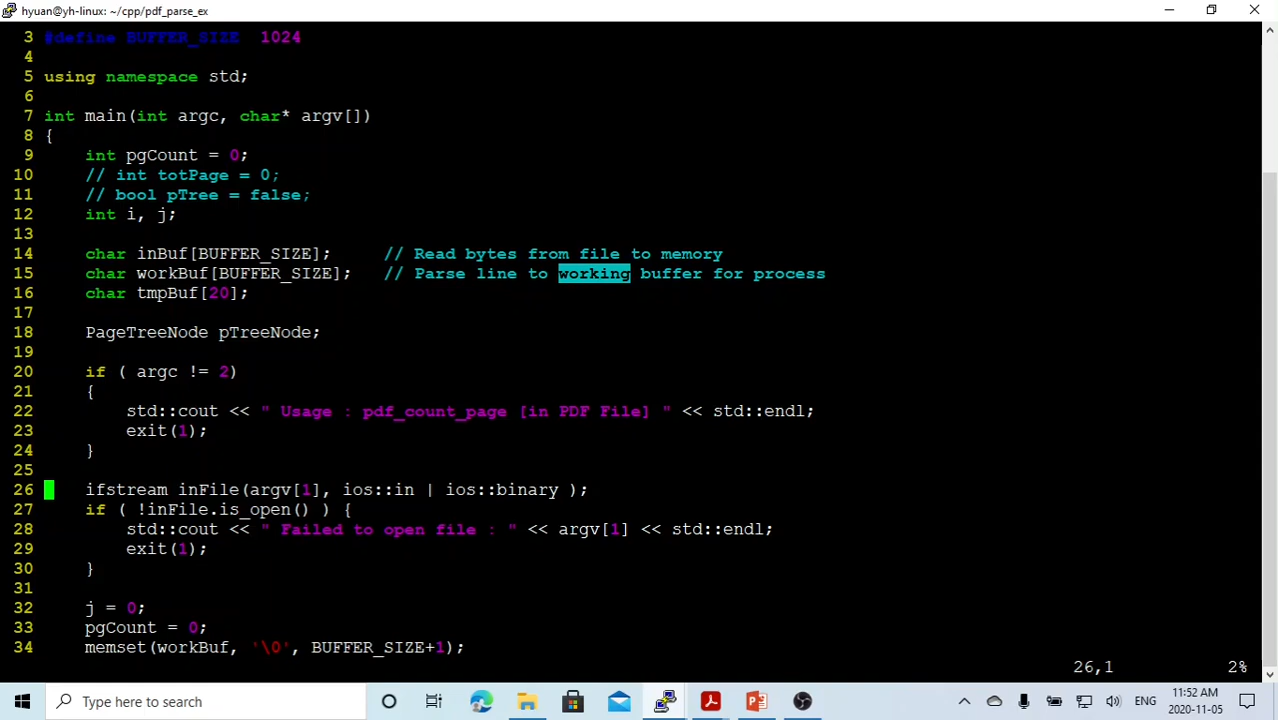 hyuan@yh-linux: ~/cpp/pdf_parse_ex
3 #define BUFFER_SIZE  1024
4
5 using namespace std;
6
7 int main(int argc, char* argv[])
8 {
9     int pgCount = 0;
10     // int totPage = 0;
11     // bool pTree = false;
12     int i, j;
13
14     char inBuf[BUFFER_SIZE];     // Read bytes from file to memory
15     char workBuf[BUFFER_SIZE];   // Parse line to working buffer for process
16     char tmpBuf[20];
17
18     PageTreeNode pTreeNode;
19
20     if ( argc != 2)
21     {
22         std::cout << " Usage : pdf_count_page [in PDF File] " << std::endl;
23         exit(1);
24     }
25
26     ifstream inFile(argv[1], ios::in | ios::binary );
27     if ( !inFile.is_open() ) {
28         std::cout << " Failed to open file : " << argv[1] << std::endl;
29         exit(1);
30     }
31
32     j = 0;
33     pgCount = 0;
34     memset(workBuf, '\0', BUFFER_SIZE+1);
26,1 2%
Type here to search
ENG
11:52 AM
2020-11-05